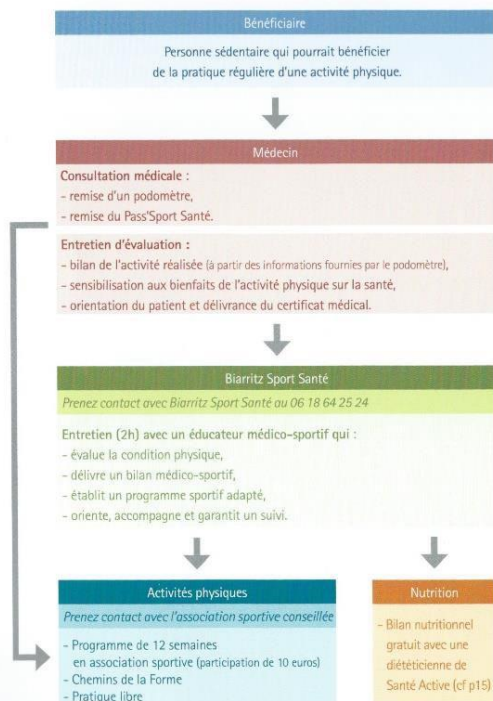 Bénéficiaire
Personne sédentaire qui pourrait bénéficier
de la pratique régulière d'une activité physique.
Médecin
Consultation médicale :
- remise d'un podomètre,
- remise du Pass'Sport Santé.
Entretien d'évaluation :
- bilan de l'activité réalisée (à partir des informations fournies par le podomètre),
- sensibilisation aux bienfaits de l'activité physique sur la santé,
- orientation du patient et délivrance du certificat médical.
Biarritz Sport Santé
Prenez contact avec Biarritz Sport Santé au 06 18 64 25 24
Entretien (2h) avec un éducateur médico-sportif qui :
- évalue la condition physique,
- délivre un bilan médico-sportif,
- établit un programme sportif adapté,
- oriente, accompagne et garantit un suivi.
Activités physiques
Prenez contact avec l'association sportive conseillée
- Programme de 12 semaines
en association sportive (participation de 10 euros)
- Chemins de la Forme
- Pratique libre
Nutrition
- Bilan nutritionnel
gratuit avec une
diététicienne de
Santé Active (cf p15)